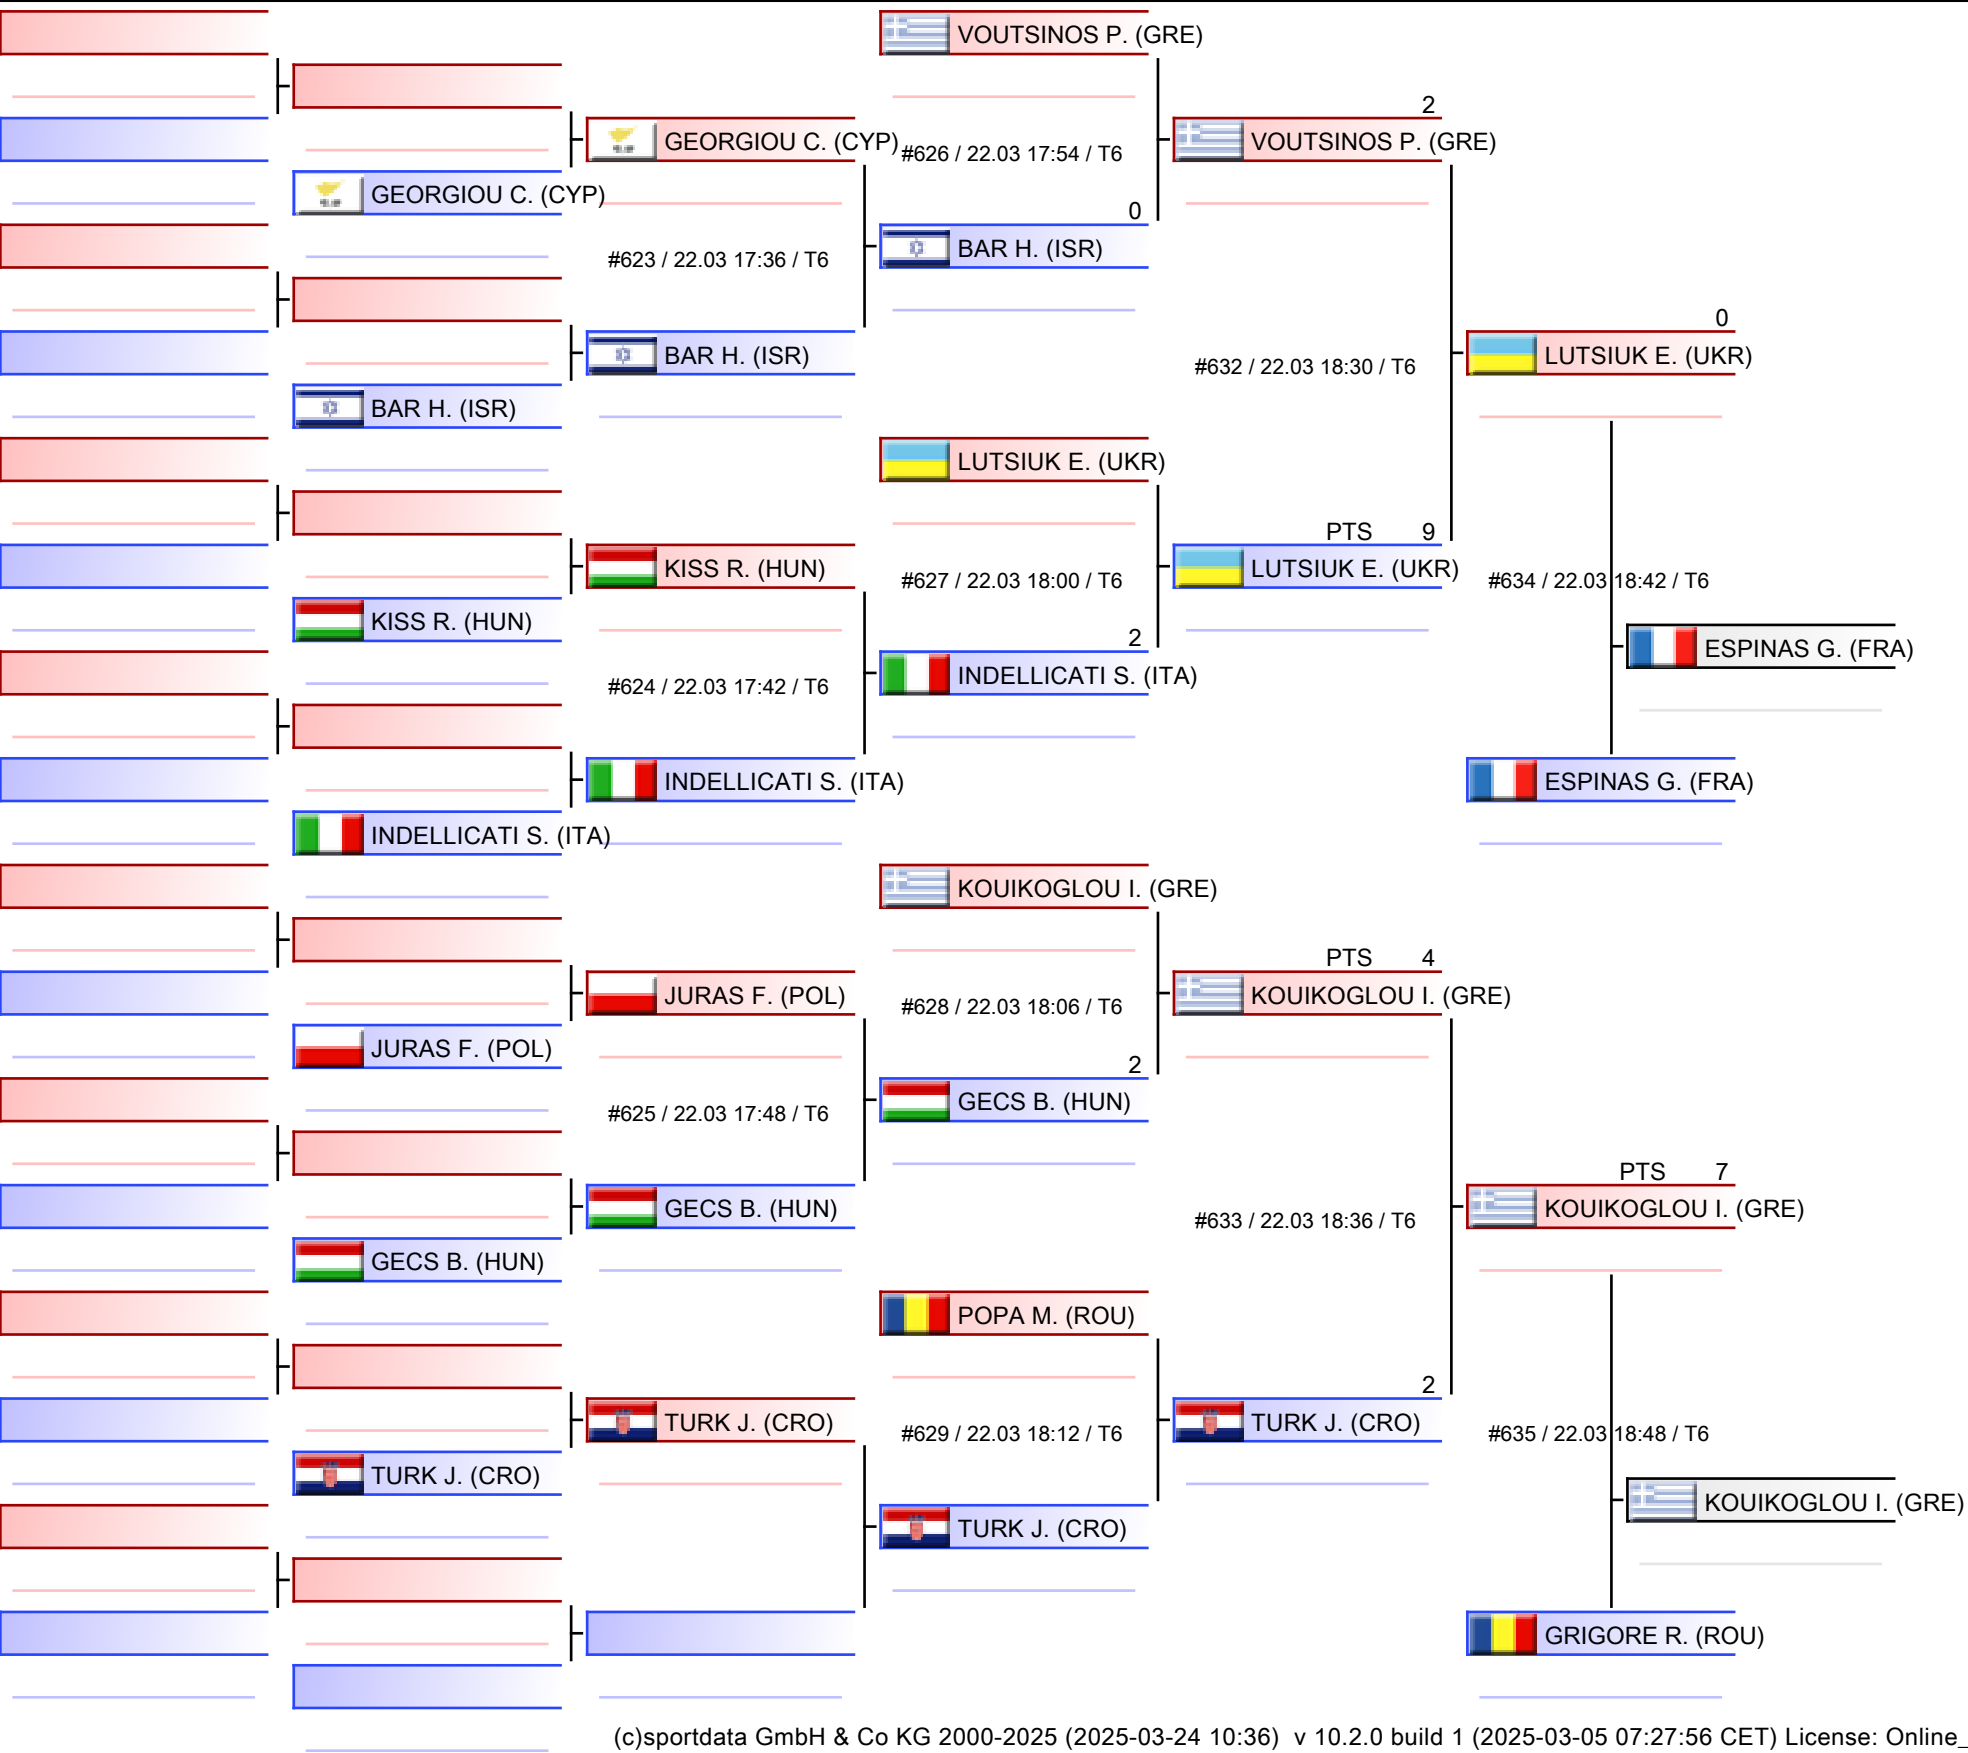 VOUTSINOS P. (GRE)
2
GEORGIOU C. (CYP)
#626 / 22.03 17:54 / T6
VOUTSINOS P. (GRE)
GEORGIOU C. (CYP)
0
#623 / 22.03 17:36 / T6
BAR H. (ISR)
0
BAR H. (ISR)
#632 / 22.03 18:30 / T6
LUTSIUK E. (UKR)
BAR H. (ISR)
LUTSIUK E. (UKR)
PTS 9
KISS R. (HUN)
#627 / 22.03 18:00 / T6
LUTSIUK E. (UKR)
#634 / 22.03 18:42 / T6
KISS R. (HUN)
2
ESPINAS G. (FRA)
#624 / 22.03 17:42 / T6
INDELLICATI S. (ITA)
INDELLICATI S. (ITA)
ESPINAS G. (FRA)
INDELLICATI S. (ITA)
KOUIKOGLOU I. (GRE)
PTS 4
JURAS F. (POL)
#628 / 22.03 18:06 / T6
KOUIKOGLOU I. (GRE)
JURAS F. (POL)
2
#625 / 22.03 17:48 / T6
GECS B. (HUN)
PTS 7
GECS B. (HUN)
#633 / 22.03 18:36 / T6
KOUIKOGLOU I. (GRE)
GECS B. (HUN)
POPA M. (ROU)
2
TURK J. (CRO)
#629 / 22.03 18:12 / T6
TURK J. (CRO)
#635 / 22.03 18:48 / T6
TURK J. (CRO)
KOUIKOGLOU I. (GRE)
TURK J. (CRO)
GRIGORE R. (ROU)
(c)sportdata GmbH & Co KG 2000-2025 (2025-03-24 10:36) v 10.2.0 build 1 (2025-03-05 07:27:56 CET) License: Online_